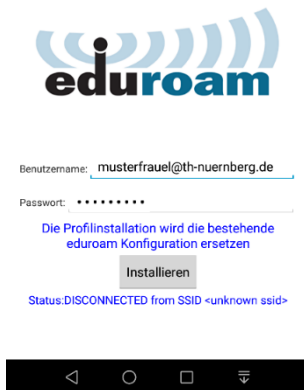 eduroam
Benutzername: musterfrauel@th-nuernberg.de
Passwort: •••••••••
Die Profilinstallation wird die bestehende
eduroam Konfiguration ersetzen
Installieren
Status:DISCONNECTED from SSID <unknown ssid>